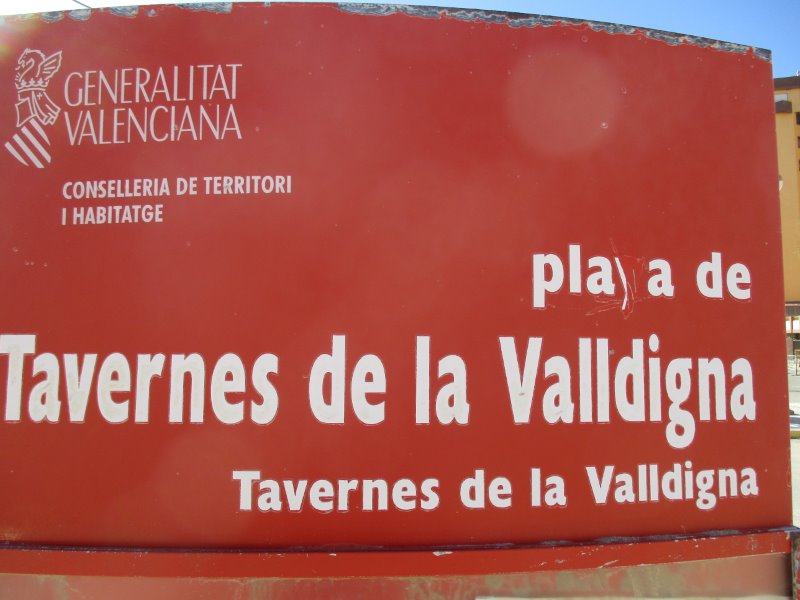 GENERALITAT
VALENCIANA
CONSELLERIA DE TERRITORI
I HABITATGE
playa de
Tavernes de la Valldigna
Tavernes de la Valldigna